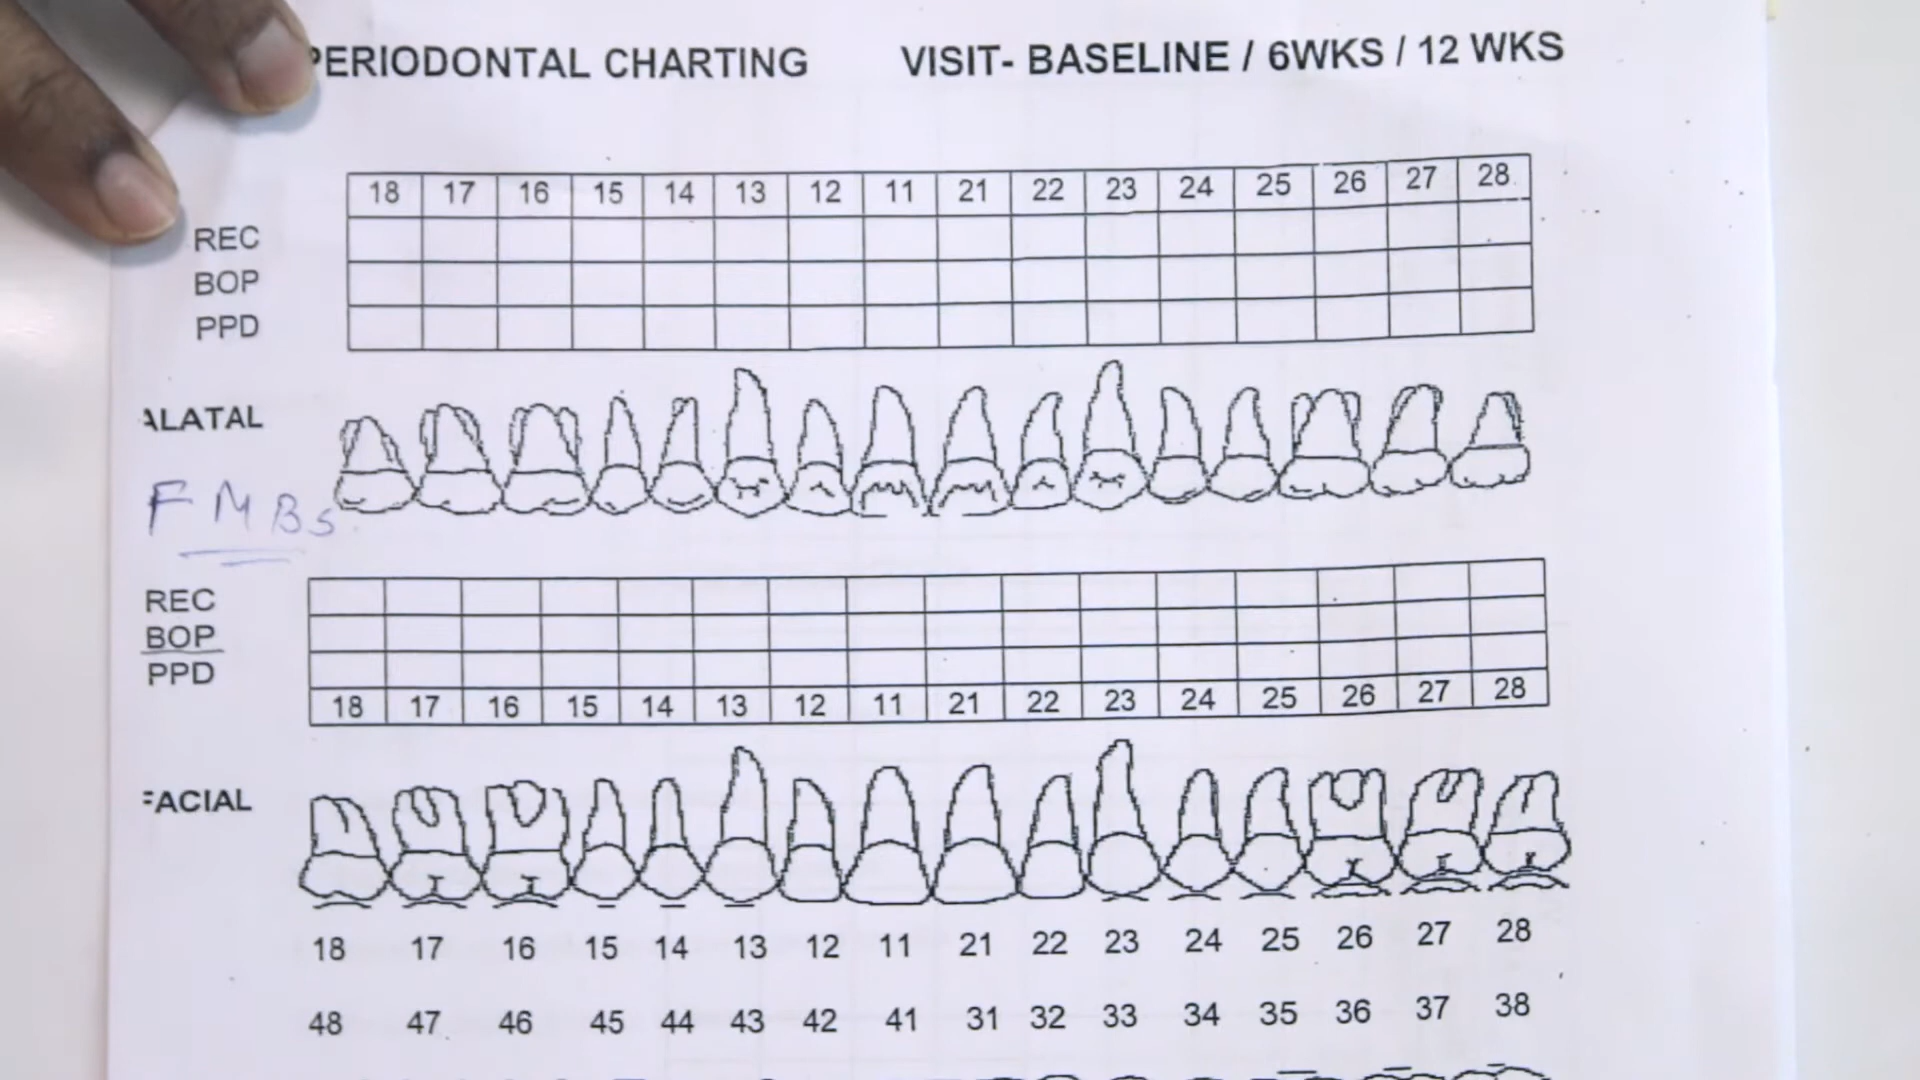 PERIODONTAL CHARTING VISIT- BASELINE / 6WKS / 12 WKS
18 17 16 15 14 13 12 11 21 22 23 24 25 26 27 28
REC
BOP
PPD
ALATAL
FMBs
REC
BOP
PPD
18 17 16 15 14 13 12 11 21 22 23 24 25 26 27 28
FACIAL
18 17 16 15 14 13 12 11 21 22 23 24 25 26 27 28
48 47 46 45 44 43 42 41 31 32 33 34 35 36 37 38